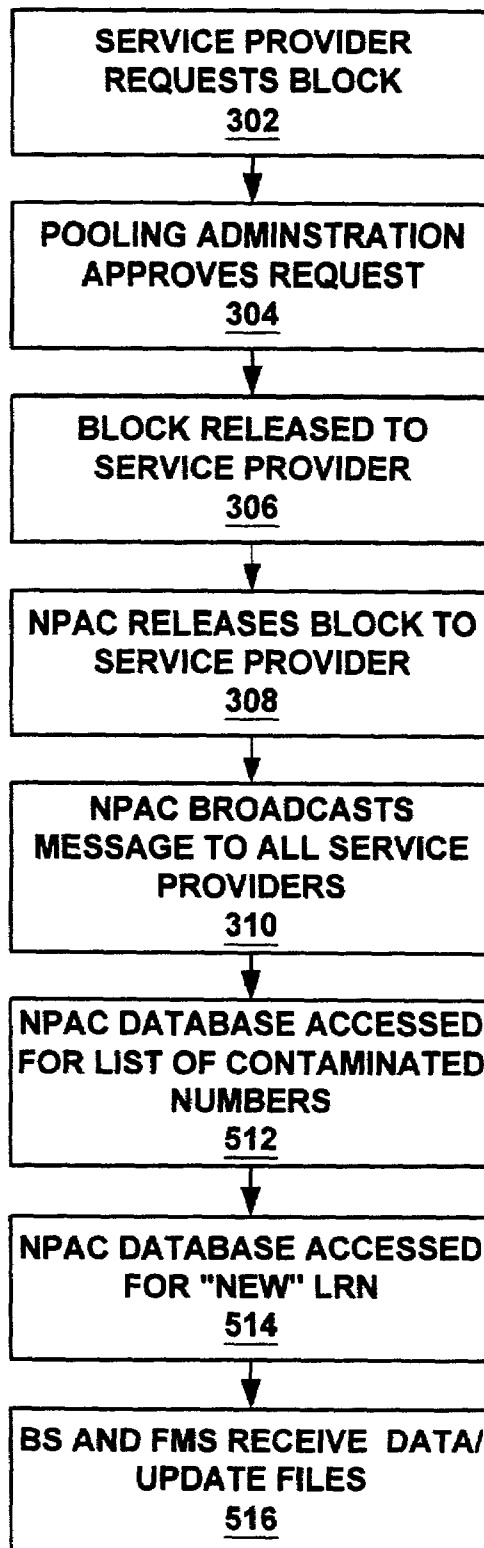 SERVICE PROVIDER
REQUESTS BLOCK
302
POOLING ADMINSTRATION
APPROVES REQUEST
304
BLOCK RELEASED TO
SERVICE PROVIDER
306
NPAC RELEASES BLOCK TO
SERVICE PROVIDER
308
NPAC BROADCASTS
MESSAGE TO ALL SERVICE
PROVIDERS
310
NPAC DATABASE ACCESSED
FOR LIST OF CONTAMINATED
NUMBERS
512
NPAC DATABASE ACCESSED
FOR "NEW" LRN
514
BS AND FMS RECEIVE DATA/
UPDATE FILES
516